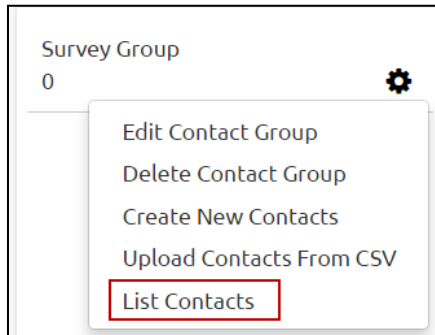 Survey Group
0
Edit Contact Group
Delete Contact Group
Create New Contacts
Upload Contacts From CSV
List Contacts